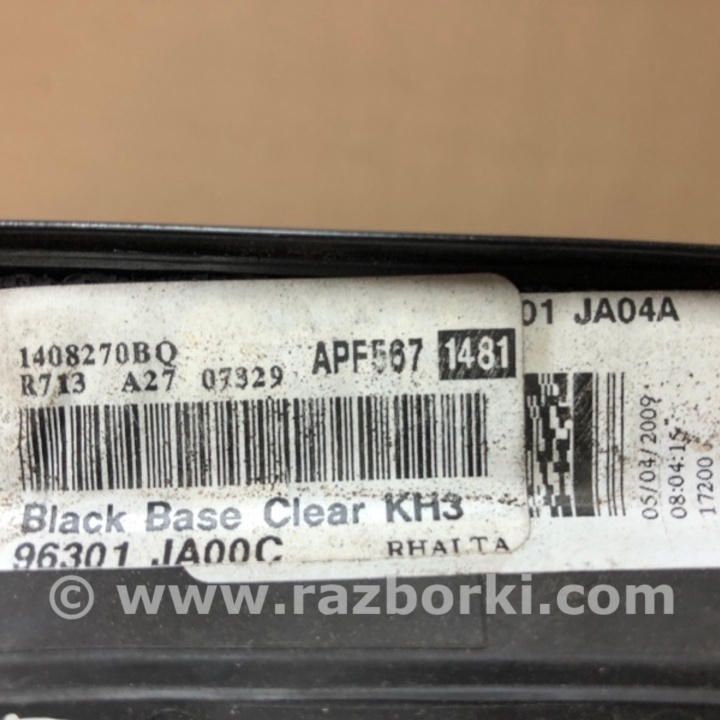 1408270BQ
R713 A27 07329
APF567 1481
Black Base Clear KH3
96301 JA00C
RHALTA
01 JA04A
05/04/2009
08:04:15
17200
© www.razborki.com